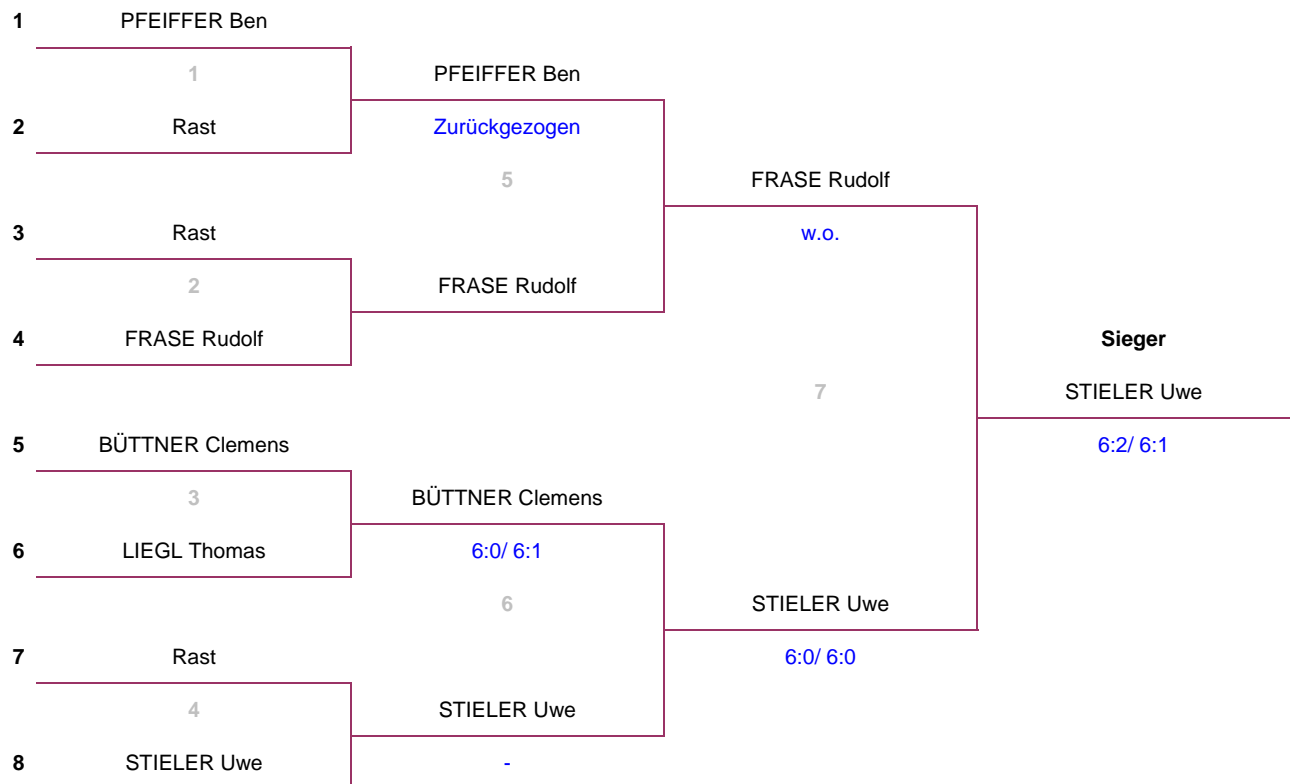 1 PFEIFFER Ben
1 PFEIFFER Ben
2 Rast Zurückgezogen
5 FRASE Rudolf
3 Rast w.o.
2 FRASE Rudolf
4 FRASE Rudolf Sieger
7 STIELER Uwe
5 BÜTTNER Clemens 6:2/ 6:1
3 BÜTTNER Clemens
6 LIEGL Thomas 6:0/ 6:1
6 STIELER Uwe
7 Rast 6:0/ 6:0
4 STIELER Uwe
8 STIELER Uwe -